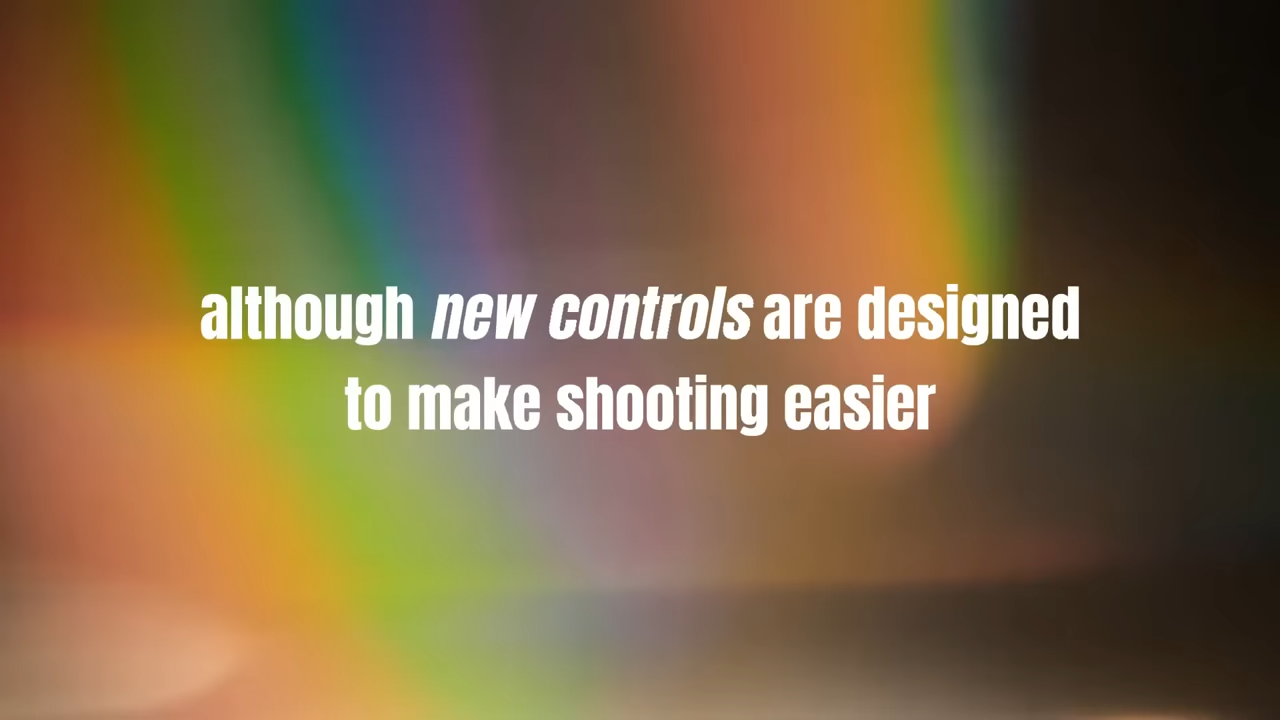 although new controls are designed
to make shooting easier